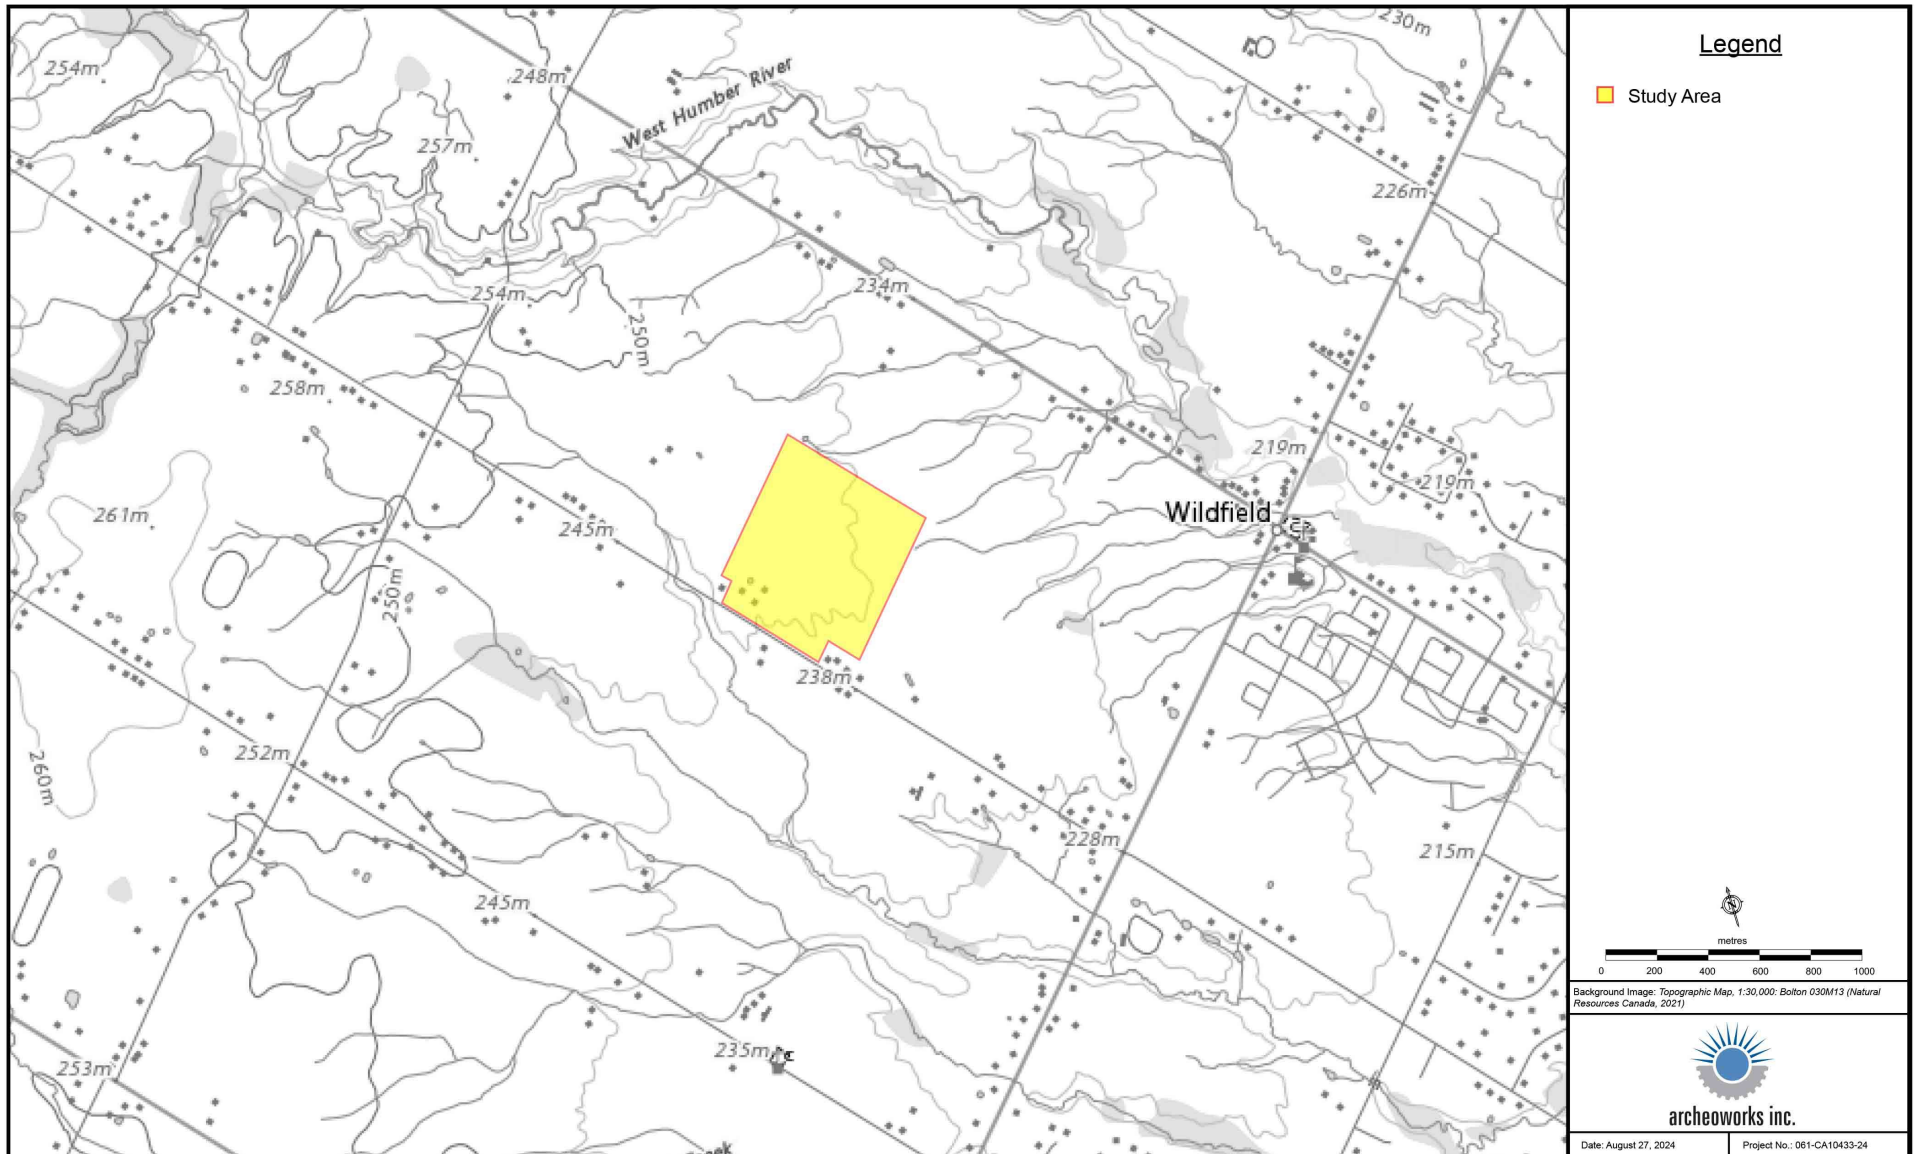 230m
254m
248m
West Humber River
257m
226m
254m
234m
250m
258m
219m
219m
261m
245m
Wildfield
250m
238m
252m
260m
228m
215m
245m
235m
253m
Legend
Study Area
N
metres
0 200 400 600 800 1000
Background Image: Topographic Map, 1:30,000: Bolton 030M13 (Natural
Resources Canada, 2021)
archeoworks inc.
Date: August 27, 2024
Project No.: 061-CA10433-24